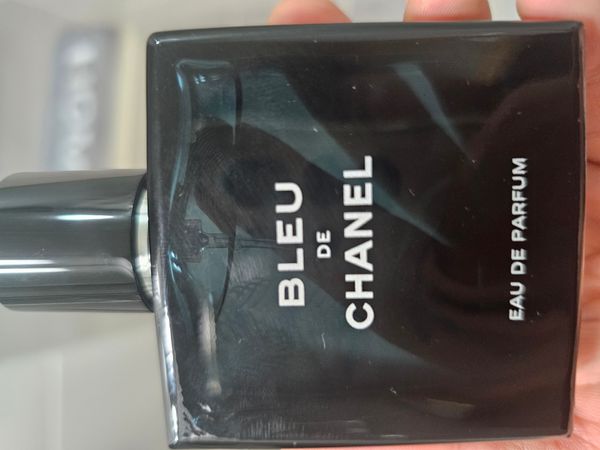 BLEU
DE
CHANEL
EAU DE PARFUM